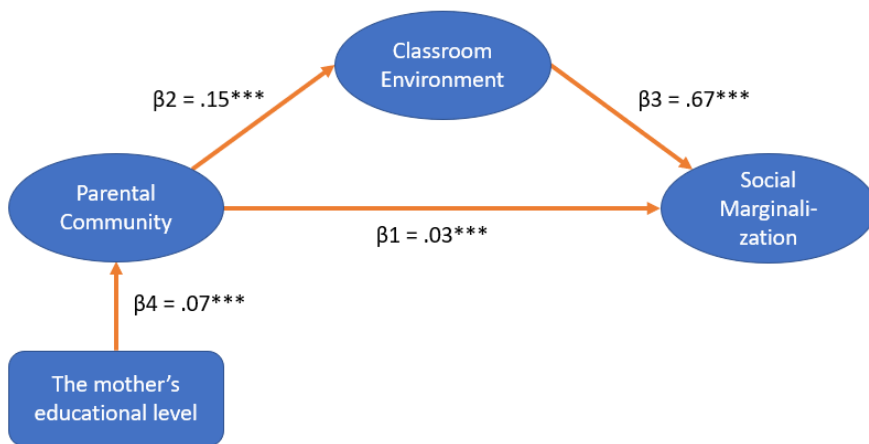 Classroom
Environment
β2 = .15***
β3 = .67***
Parental
Community
Social
Marginali-
zation
β1 = .03***
β4 = .07***
The mother’s
educational level